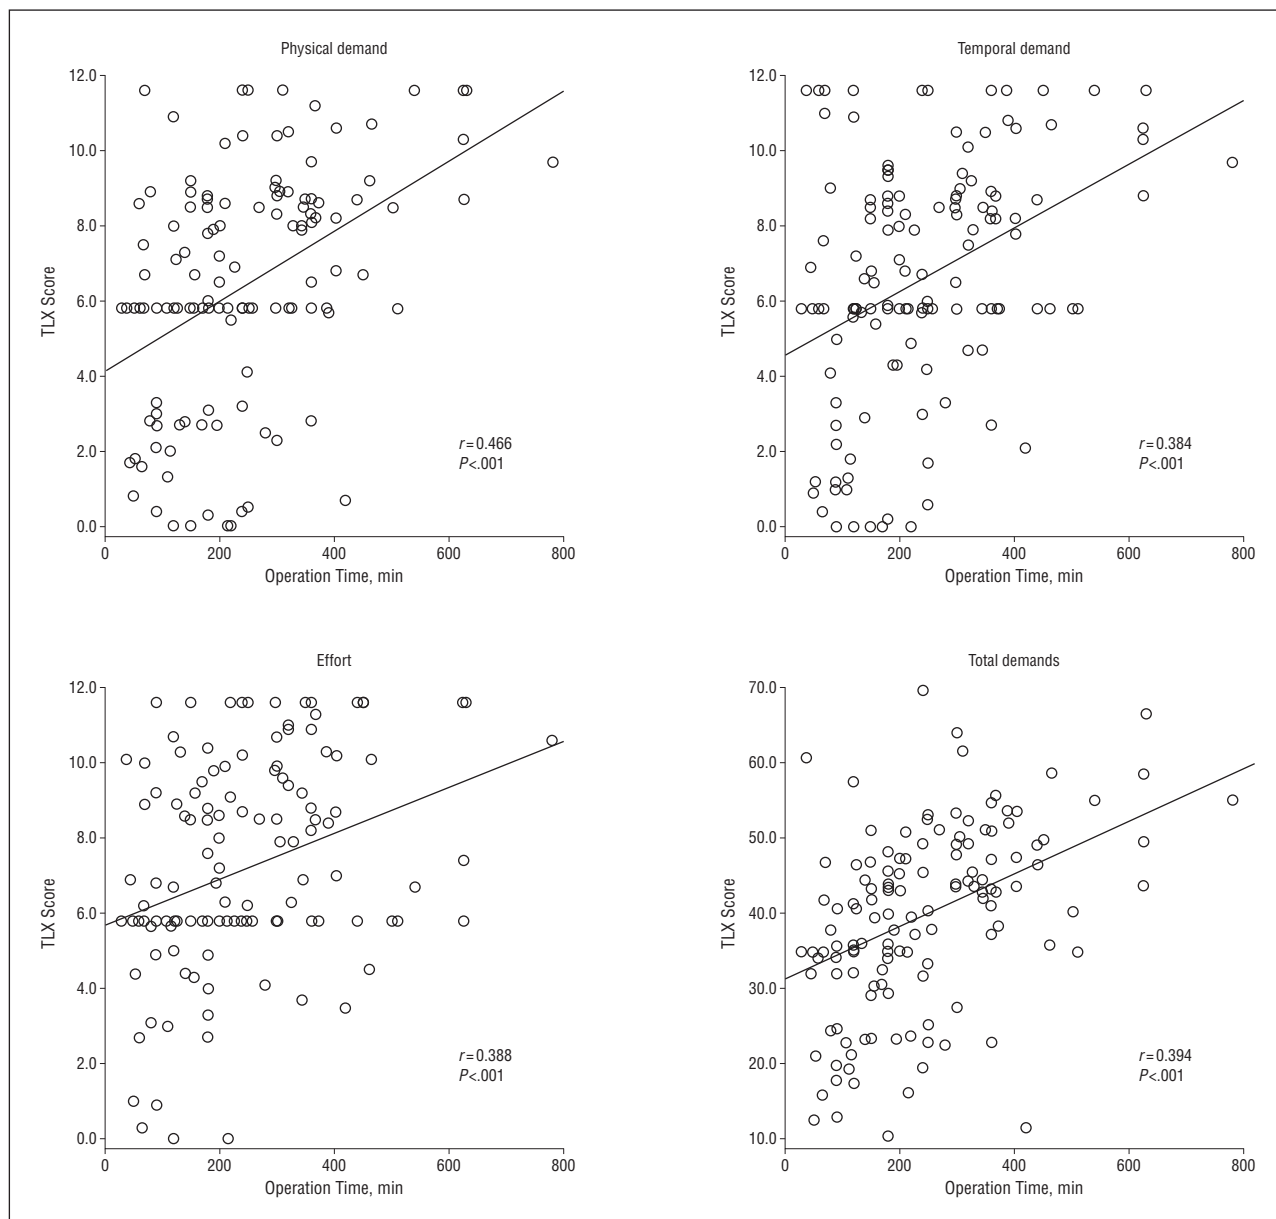 Physical demand
12.0
10.0
8.0
6.0
4.0
2.0
0.0
TLX Score
0
200
400
600
800
Operation Time, min
r=0.466
P<.001
Temporal demand
12.0
10.0
8.0
6.0
4.0
2.0
0.0
TLX Score
0
200
400
600
800
Operation Time, min
r=0.384
P<.001
Effort
12.0
10.0
8.0
6.0
4.0
2.0
0.0
TLX Score
0
200
400
600
800
Operation Time, min
r=0.388
P<.001
Total demands
70.0
60.0
50.0
40.0
30.0
20.0
10.0
TLX Score
0
200
400
600
800
Operation Time, min
r=0.394
P<.001